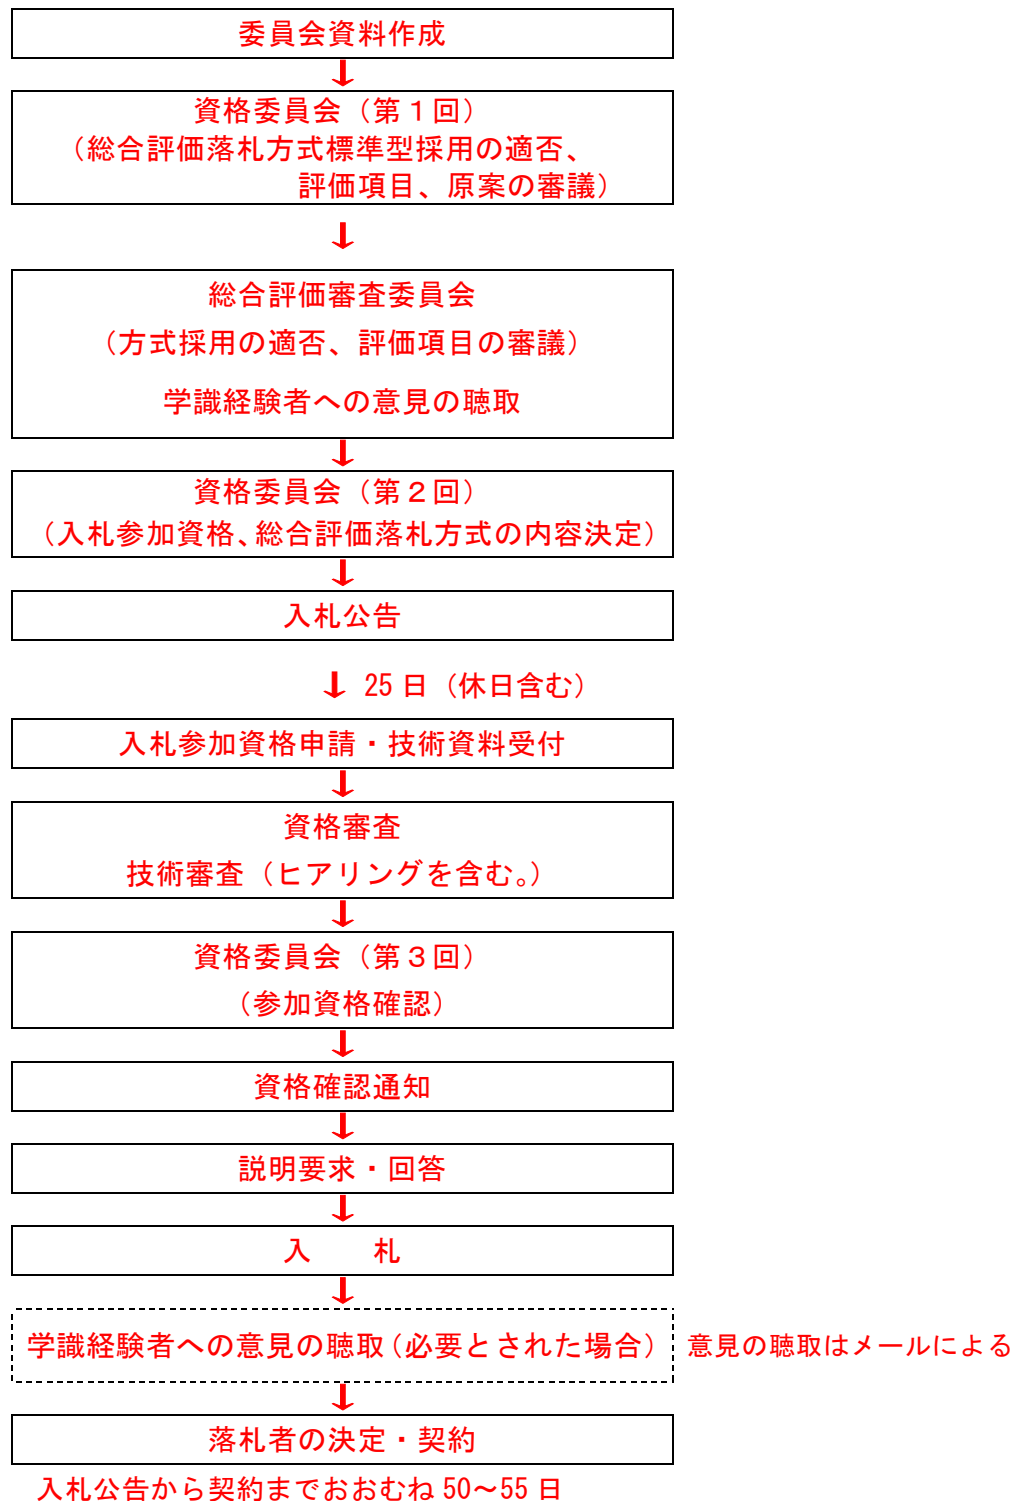 委員会資料作成
↓
資格委員会（第１回）
（総合評価落札方式標準型採用の適否、
評価項目、原案の審議）
↓
総合評価審査委員会
（方式採用の適否、評価項目の審議）
学識経験者への意見の聴取
↓
資格委員会（第２回）
（入札参加資格、総合評価落札方式の内容決定）
↓
入札公告
↓ 25 日（休日含む）
入札参加資格申請・技術資料受付
↓
資格審査
技術審査（ヒアリングを含む。）
↓
資格委員会（第３回）
（参加資格確認）
↓
資格確認通知
↓
説明要求・回答
↓
入　　札
↓
学識経験者への意見の聴取（必要とされた場合） 意見の聴取はメールによる
↓
落札者の決定・契約
入札公告から契約までおおむね 50～55 日